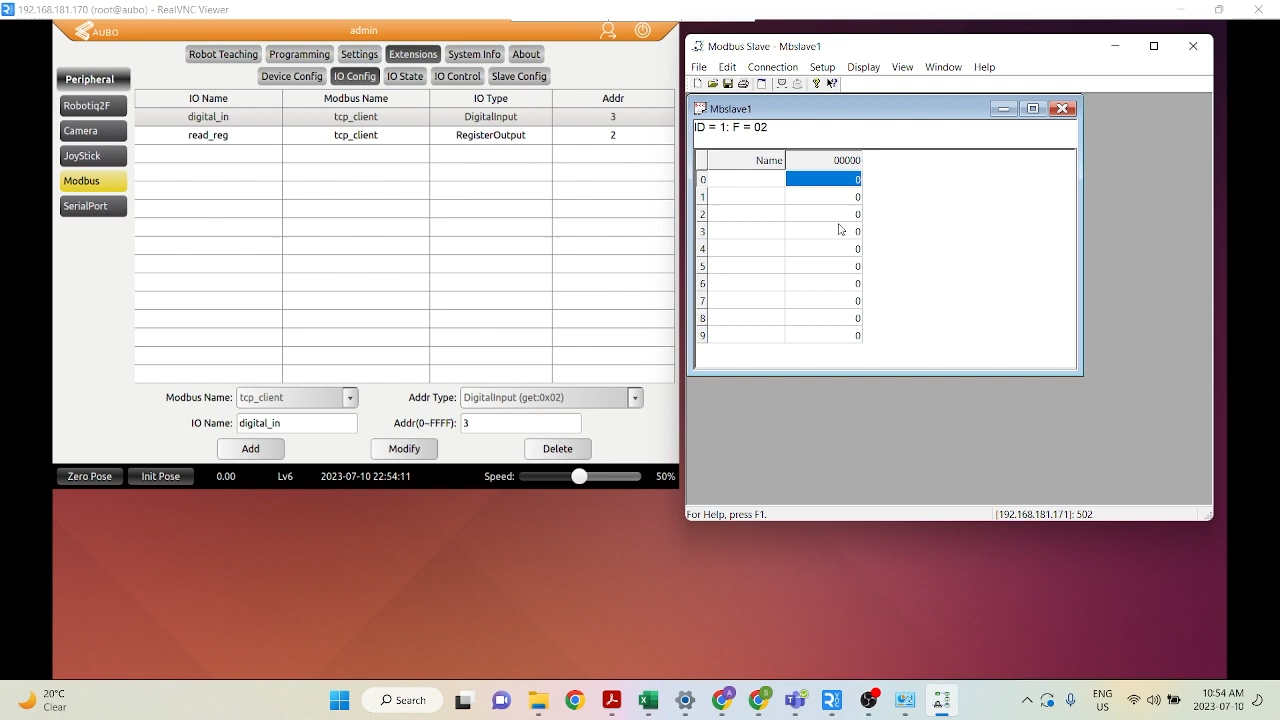 192.168.181.170 (root@aubo) - RealVNC Viewer
AUBO
admin
Robot Teaching
Programming
Settings
Extensions
System Info
About
Device Config
IO Config
IO State
IO Control
Slave Config
Peripheral
Robotiq2F
Camera
JoyStick
Modbus
SerialPort
IO Name
Modbus Name
IO Type
Addr
digital_in
tcp_client
DigitalInput
3
read_reg
tcp_client
RegisterOutput
2
Modbus Name:
tcp_client
Addr Type:
DigitalInput (get:0x02)
IO Name:
digital_in
Addr(0~FFFF):
3
Add
Modify
Delete
Zero Pose
Init Pose
0.00
Lv6
2023-07-10 22:54:11
Speed:
50%
Modbus Slave - Mbslave1
File
Edit
Connection
Setup
Display
View
Window
Help
Mbslave1
ID = 1: F = 02
Name
00000
0
0
1
0
2
0
3
0
4
0
5
0
6
0
7
0
8
0
9
0
For Help, press F1.
[192.168.181.171]: 502
20°C
Clear
Search
A
S
ENG
US
10:54 AM
2023-07-10